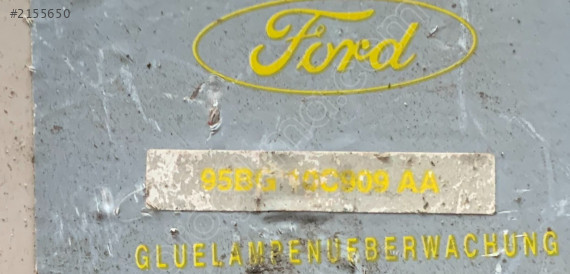 #2155650
Ford
95BG 10C909 AA
GLUELAMPENUEBERWACHUNG